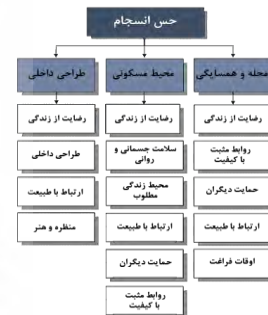 حس انسجام
محله و همسایگی
محیط مسکونی
طراحی داخلی
رضایت از زندگی
رضایت از زندگی
رضایت از زندگی
روابط مثبت
با کیفیت
سلامت جسمانی و
روانی
طراحی داخلی
حمایت دیگران
محیط زندگی
مطلوب
ارتباط با طبیعت
ارتباط با طبیعت
ارتباط با طبیعت
منظره و هنر
اوقات فراغت
حمایت دیگران
روابط مثبت
با کیفیت